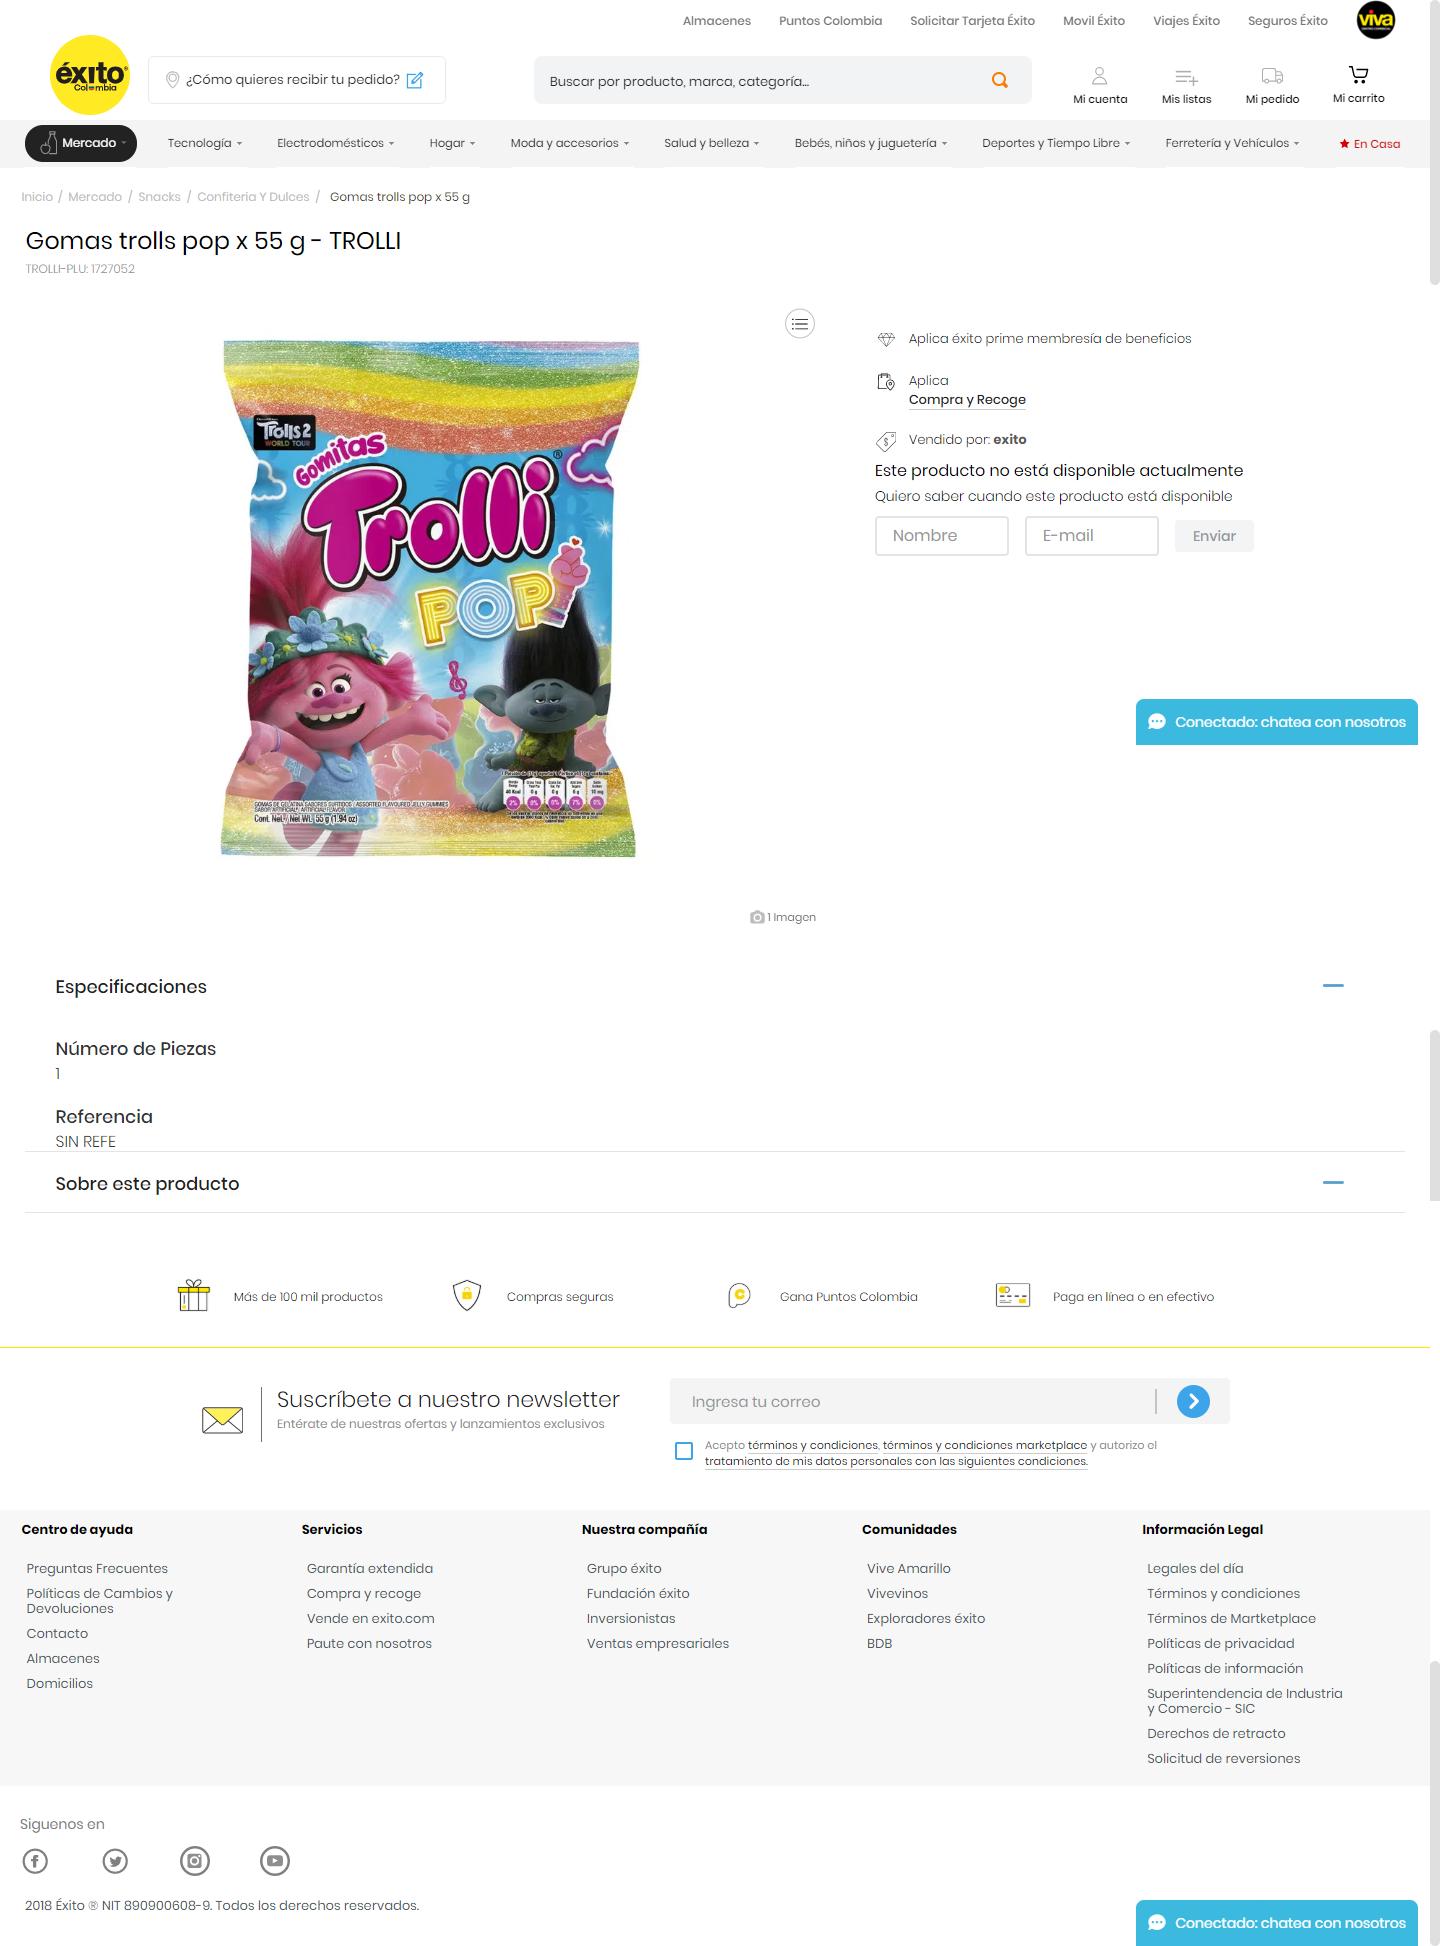 Almacenes Puntos Colombia Solicitar Tarjeta Éxito Movil Éxito Viajes Éxito Seguros Éxito viva
éxito
Colombia
¿Cómo quieres recibir tu pedido?
Buscar por producto, marca, categoría...
Mi cuenta Mis listas Mi pedido Mi carrito
Mercado Tecnología Electrodomésticos Hogar Moda y accesorios Salud y belleza Bebés, niños y juguetería Deportes y Tiempo Libre Ferretería y Vehículos En Casa
Inicio / Mercado / Snacks / Confiteria Y Dulces / Gomas trolls pop x 55 g
Gomas trolls pop x 55 g - TROLLI
TROLLI-PLU: 1727052
Trolls 2
WORLD TOUR
Gomitas
Trolli®
POP
GOMAS DE GELATINA SABORES SURTIDOS / ASSORTED FLAVOURED JELLY GUMMIES
SABOR ARTIFICIAL. ARTIFICIAL FLAVOR
Cont. Net. / Net Wt. 55 g (1.94 oz)
Aplica éxito prime membresía de beneficios
Aplica
Compra y Recoge
Vendido por: exito
Este producto no está disponible actualmente
Quiero saber cuando este producto está disponible
Nombre E-mail Enviar
Conectado: chatea con nosotros
1 Imagen
Especificaciones
Número de Piezas
1
Referencia
SIN REFE
Sobre este producto
Más de 100 mil productos Compras seguras Gana Puntos Colombia Paga en línea o en efectivo
Suscríbete a nuestro newsletter
Entérate de nuestras ofertas y lanzamientos exclusivos
Ingresa tu correo
Acepto términos y condiciones, términos y condiciones marketplace y autorizo el
tratamiento de mis datos personales con las siguientes condiciones.
Centro de ayuda
Preguntas Frecuentes
Políticas de Cambios y
Devoluciones
Contacto
Almacenes
Domicilios
Servicios
Garantía extendida
Compra y recoge
Vende en exito.com
Paute con nosotros
Nuestra compañía
Grupo éxito
Fundación éxito
Inversionistas
Ventas empresariales
Comunidades
Vive Amarillo
Vivevinos
Exploradores éxito
BDB
Información Legal
Legales del día
Términos y condiciones
Términos de Martketplace
Políticas de privacidad
Políticas de información
Superintendencia de Industria
y Comercio - SIC
Derechos de retracto
Solicitud de reversiones
Siguenos en
2018 Éxito ® NIT 890900608-9. Todos los derechos reservados.
Conectado: chatea con nosotros